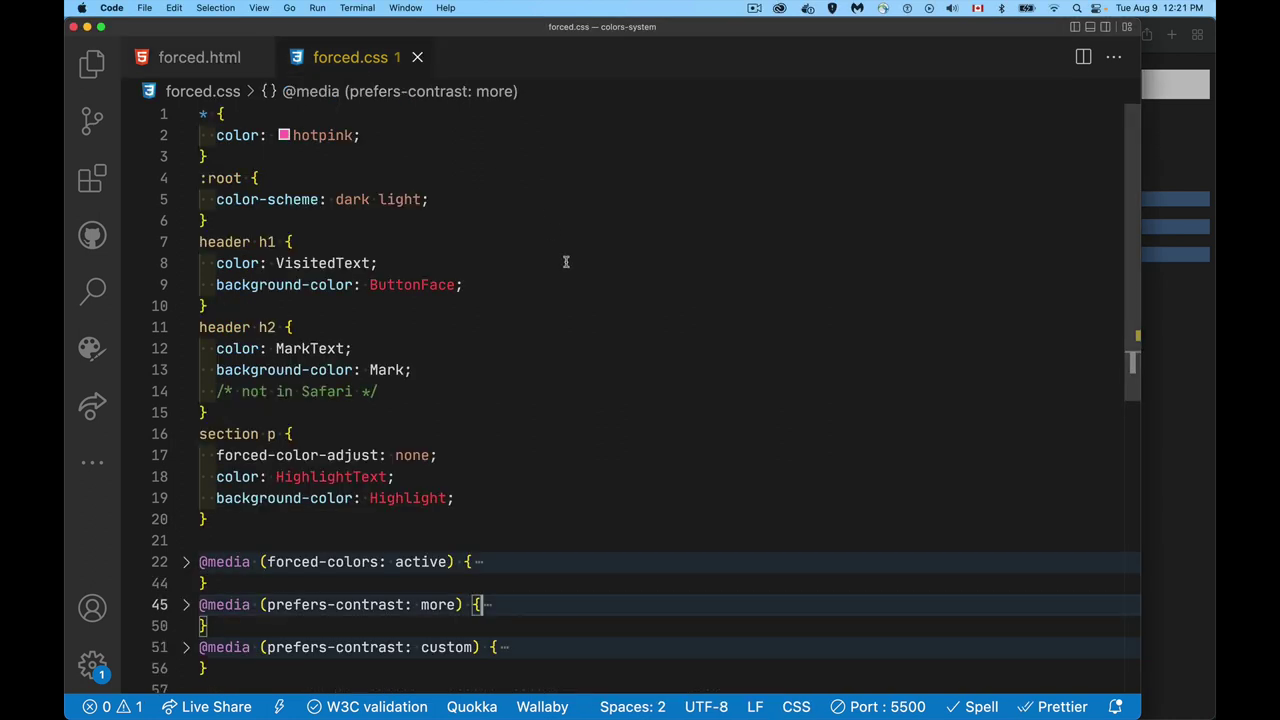 Code File Edit Selection View Go Run Terminal Window Help Tue Aug 9 12:21 PM
forced.css — colors-system
forced.html forced.css 1
forced.css > {} @media (prefers-contrast: more)
1 * {
2 color: hotpink;
3 }
4 :root {
5 color-scheme: dark light;
6 }
7 header h1 {
8 color: VisitedText;
9 background-color: ButtonFace;
10 }
11 header h2 {
12 color: MarkText;
13 background-color: Mark;
14 /* not in Safari */
15 }
16 section p {
17 forced-color-adjust: none;
18 color: HighlightText;
19 background-color: Highlight;
20 }
21
22 @media (forced-colors: active) {⋯
44 }
45 @media (prefers-contrast: more) {⋯
50 }
51 @media (prefers-contrast: custom) {⋯
56 }
57
1
0 1 Live Share W3C validation Quokka Wallaby Spaces: 2 UTF-8 LF CSS Port : 5500 Spell Prettier